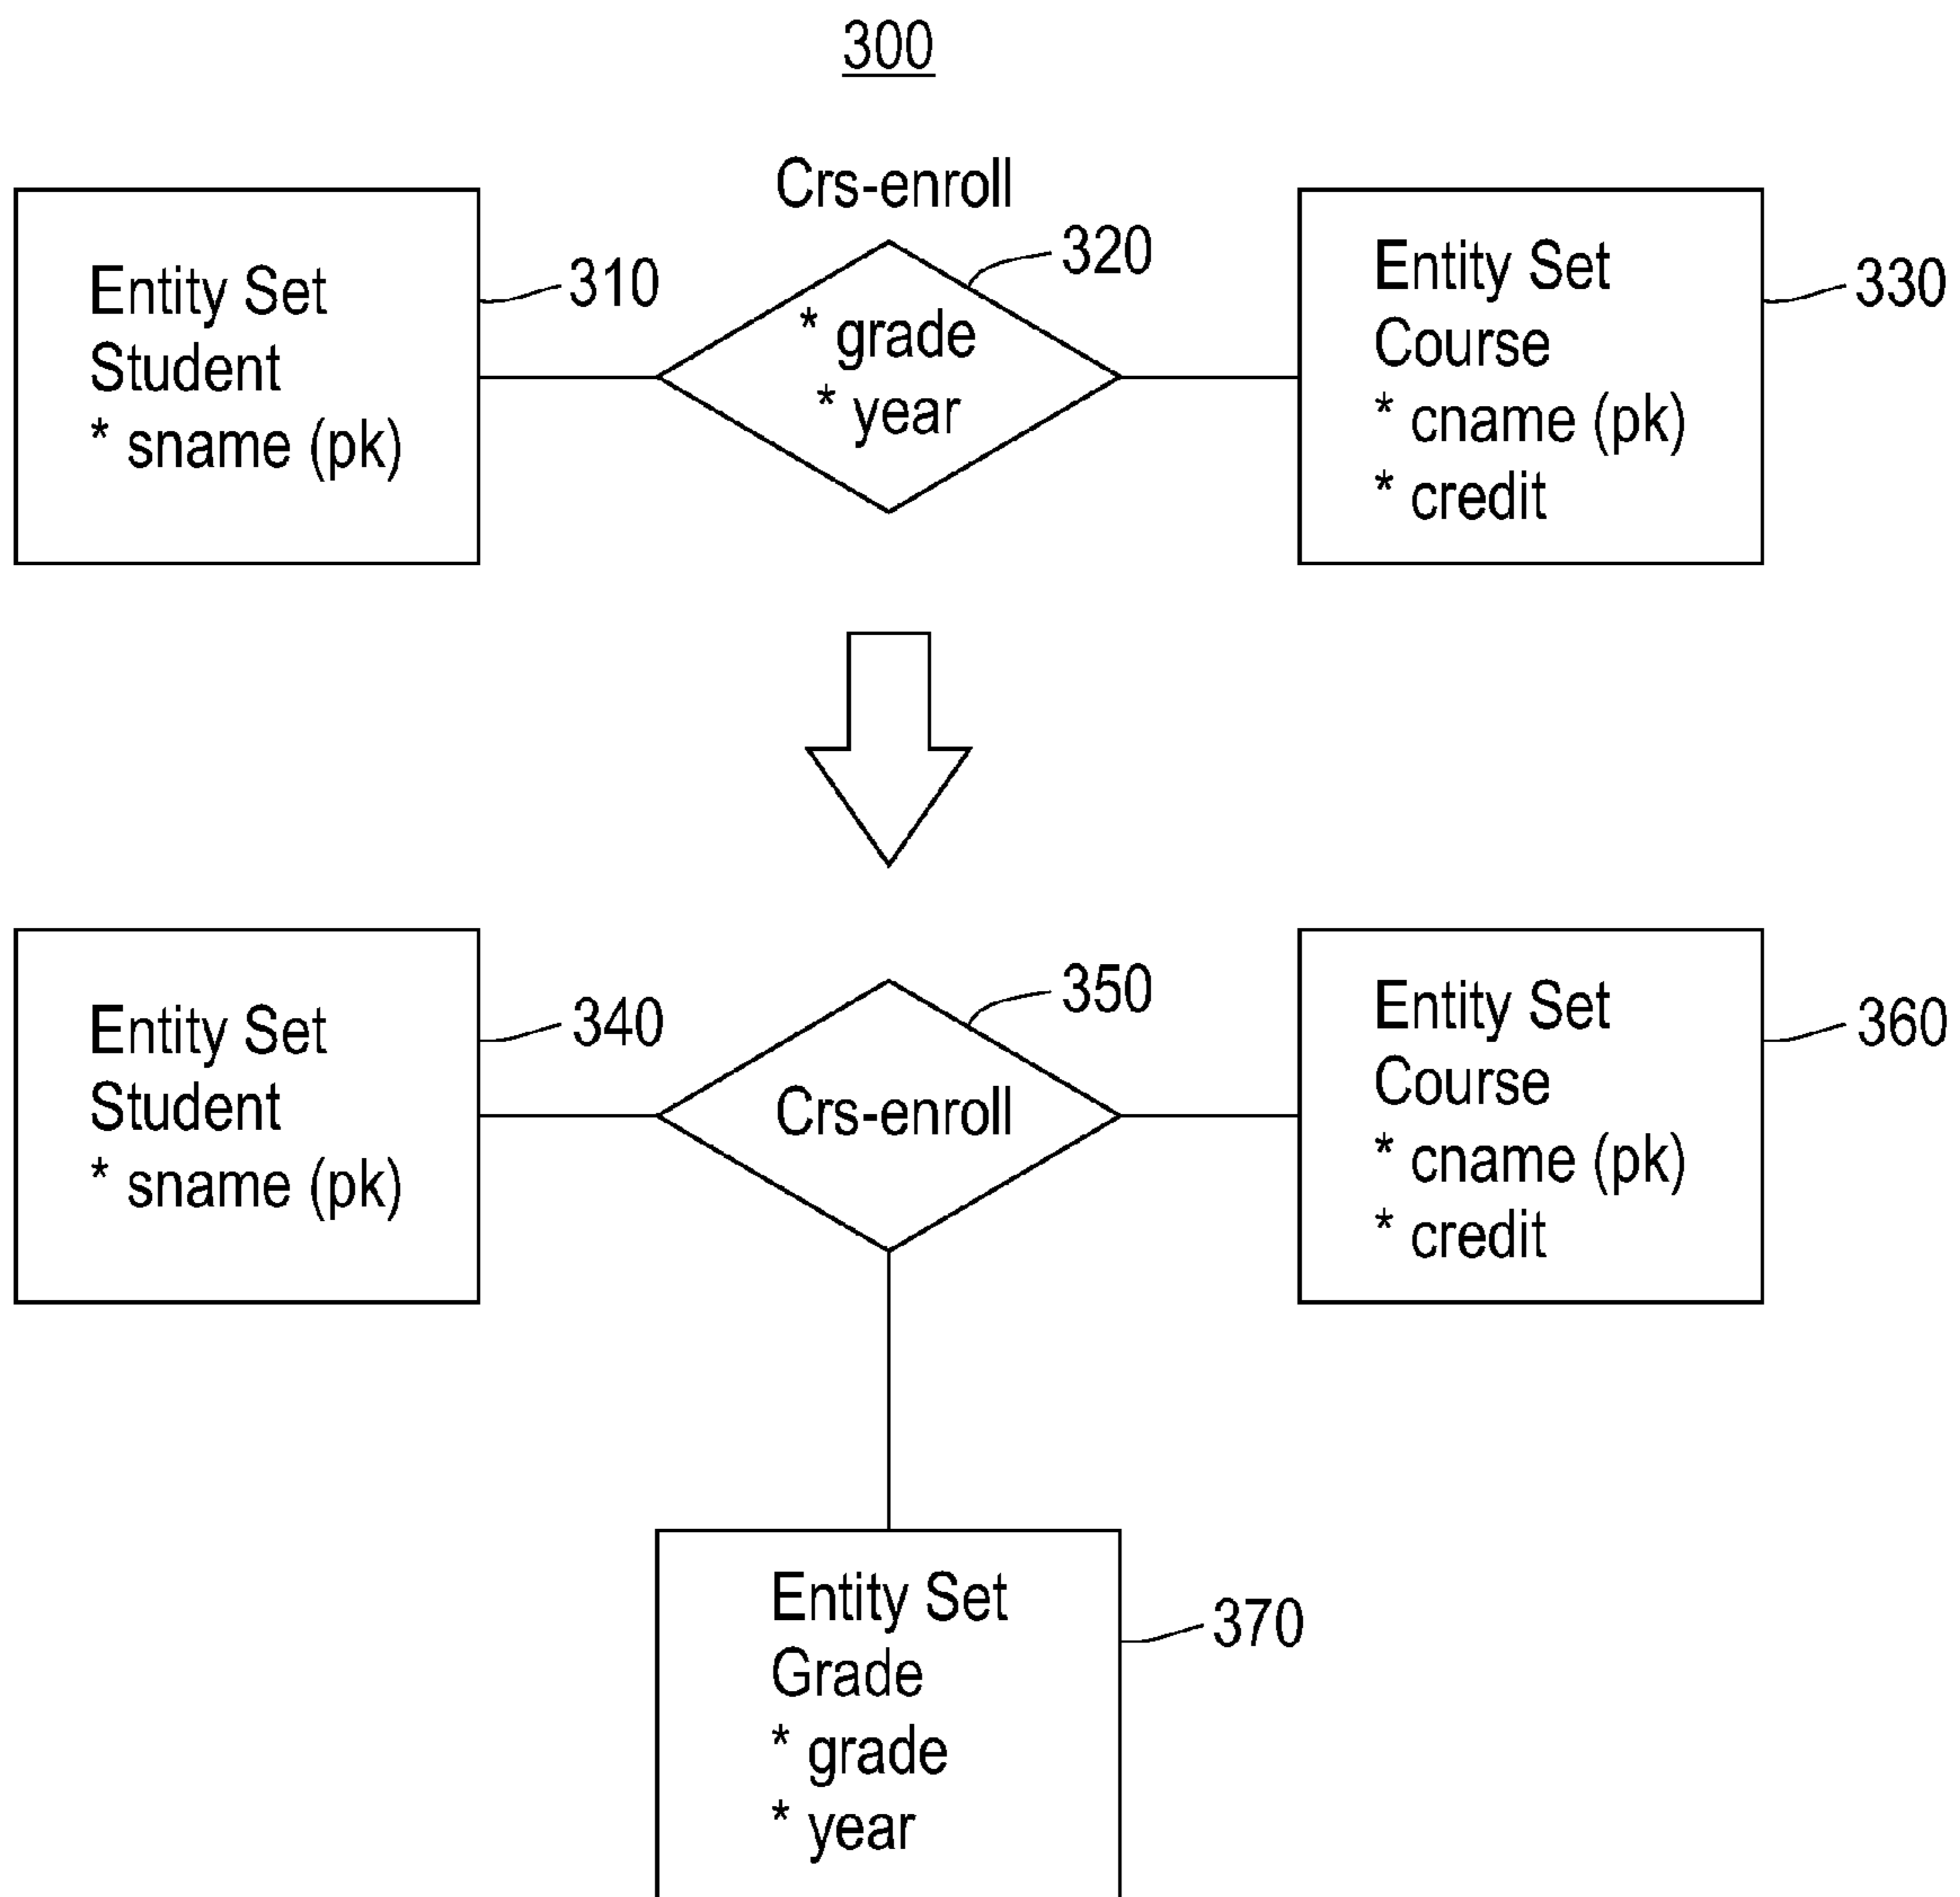 300
Crs-enroll
Entity Set
Student
* sname (pk)
310
* grade
* year
320
Entity Set
Course
* cname (pk)
* credit
330
Entity Set
Student
* sname (pk)
340
Crs-enroll
350
Entity Set
Course
* cname (pk)
* credit
360
Entity Set
Grade
* grade
* year
370